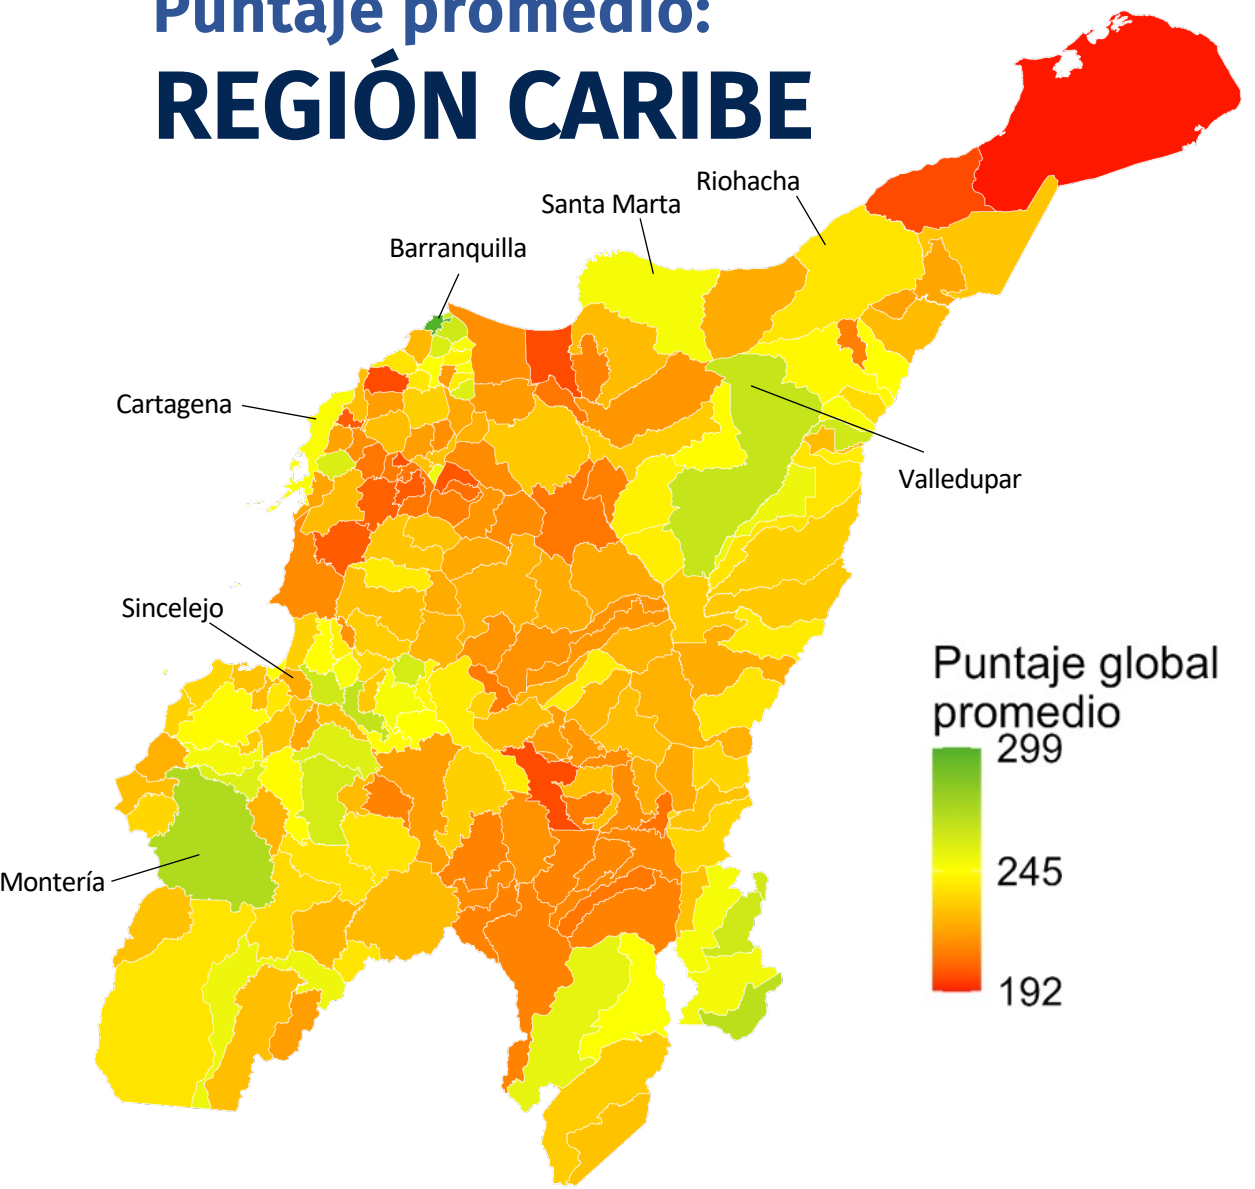 Puntaje promedio:
REGIÓN CARIBE
Riohacha
Santa Marta
Barranquilla
Cartagena
Valledupar
Sincelejo
Montería
Puntaje global
promedio
299
245
192